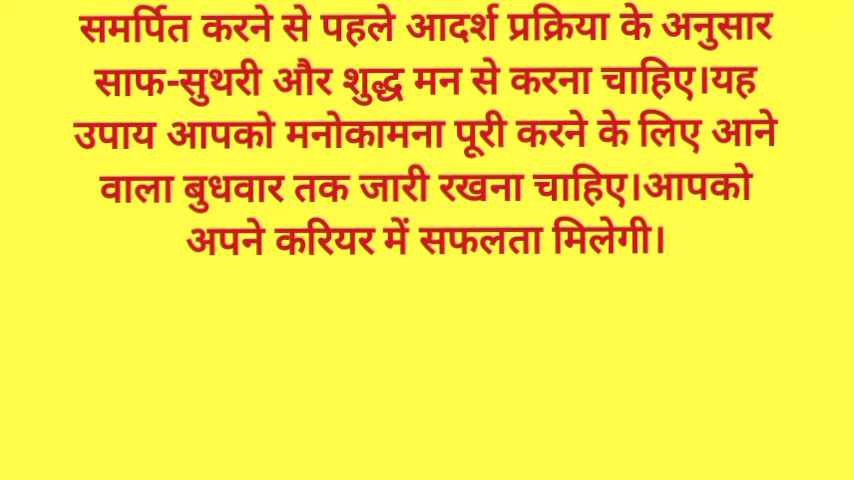 समर्पित करने से पहले आदर्श प्रक्रिया के अनुसार
साफ-सुथरी और शुद्ध मन से करना चाहिए।यह
उपाय आपको मनोकामना पूरी करने के लिए आने
वाला बुधवार तक जारी रखना चाहिए।आपको
अपने करियर में सफलता मिलेगी।